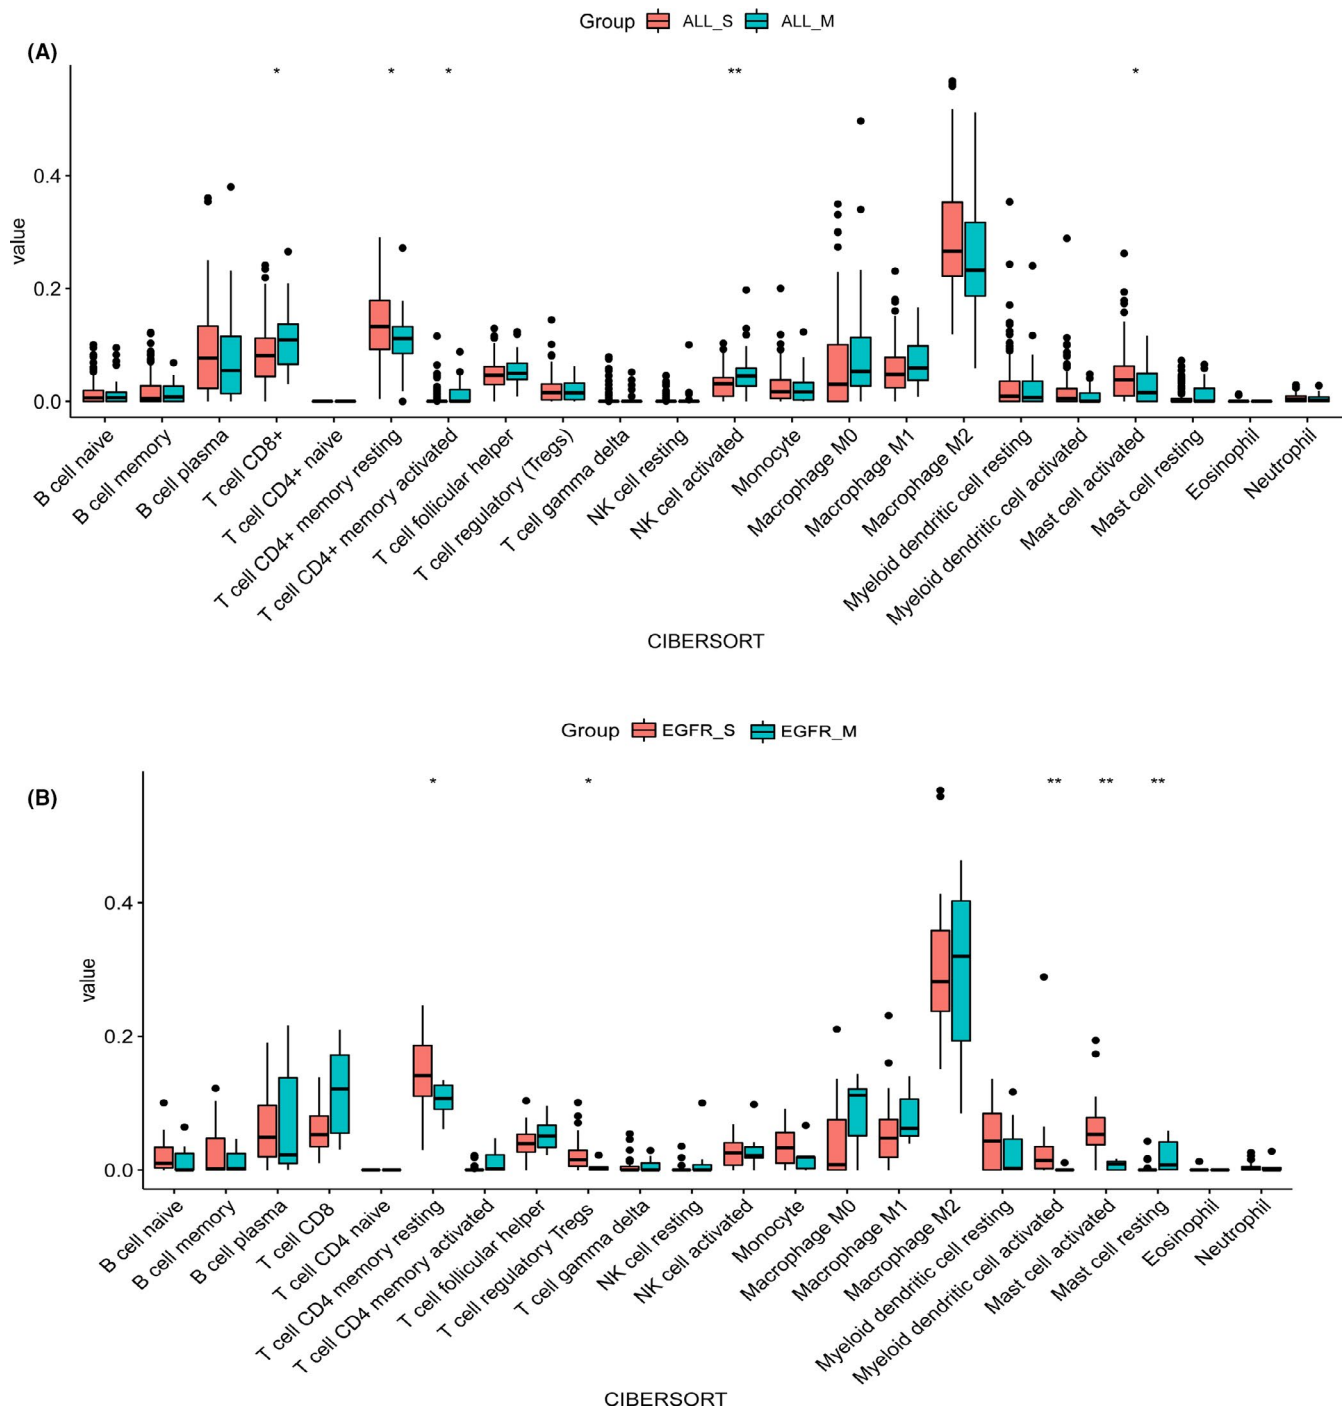 Group ALL_S ALL_M
(A)
* * * ** *
0.4
0.2
0.0
value
B cell naive
B cell memory
B cell plasma
T cell CD8+
T cell CD4+ naive
T cell CD4+ memory resting
T cell CD4+ memory activated
T cell follicular helper
T cell regulatory (Tregs)
T cell gamma delta
NK cell resting
NK cell activated
Monocyte
Macrophage M0
Macrophage M1
Macrophage M2
Myeloid dendritic cell resting
Myeloid dendritic cell activated
Mast cell activated
Mast cell resting
Eosinophil
Neutrophil
CIBERSORT
Group EGFR_S EGFR_M
(B)
* * ** ** **
0.4
0.2
0.0
value
B cell naive
B cell memory
B cell plasma
T cell CD8
T cell CD4 naive
T cell CD4 memory resting
T cell CD4 memory activated
T cell follicular helper
T cell regulatory Tregs
T cell gamma delta
NK cell resting
NK cell activated
Monocyte
Macrophage M0
Macrophage M1
Macrophage M2
Myeloid dendritic cell resting
Myeloid dendritic cell activated
Mast cell activated
Mast cell resting
Eosinophil
Neutrophil
CIBERSORT